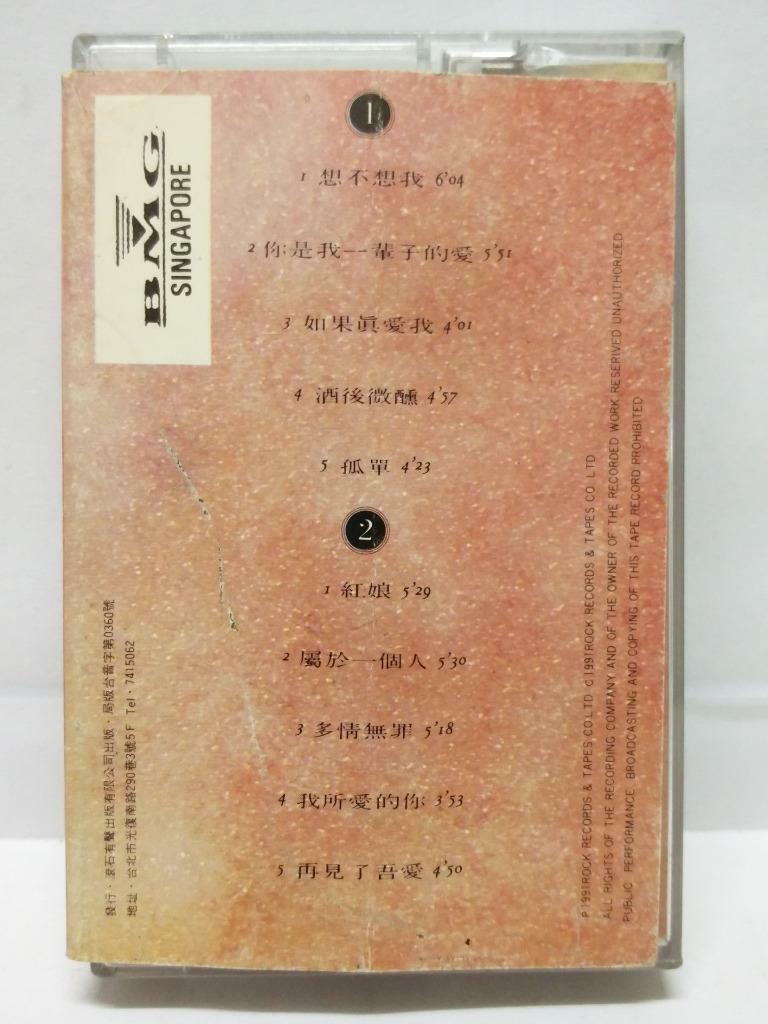 BMG
SINGAPORE
1
1 想不想我 6'04
2 你是我一輩子的愛 5'51
3 如果眞愛我 4'01
4 酒後微醺 4'57
5 孤單 4'23
2
1 紅娘 5'29
2 屬於一個人 5'30
3 多情無罪 5'18
4 我所愛的你 3'53
5 再見了吾愛 4'50
發行・滾石有聲出版有限公司出版・局版台音字第0360號
地址・台北市光復南路290巷3號5F Tel・7415062
P1991ROCK RECORDS & TAPES CO LTD C1991ROCK RECORDS & TAPES CO LTD
ALL RIGHTS OF THE RECORDING COMPANY AND OF THE OWNER OF THE RECORDED WORK RESERIVED UNAUTHORIZED
PUBLIC PERFORMANCE BROADCASTING AND COPYING OF THIS TAPE RECORD PROHIBITED